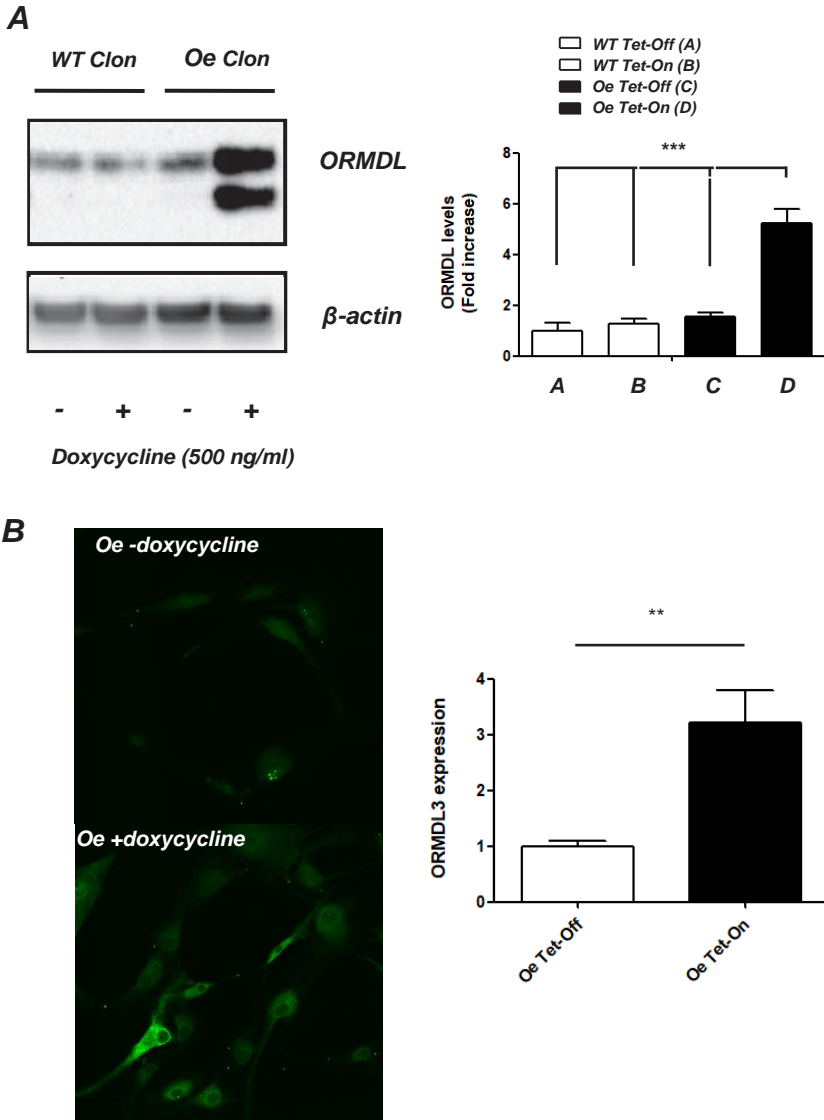 A
WT Clon
Oe Clon
ORMDL
β-actin
- + - +
Doxycycline (500 ng/ml)
WT Tet-Off (A)
WT Tet-On (B)
Oe Tet-Off (C)
Oe Tet-On (D)
***
8
6
4
2
0
ORMDL levels
(Fold increase)
A B C D
B
Oe -doxycycline
Oe +doxycycline
**
4
3
2
1
0
ORMDL3 expression
Oe Tet-Off
Oe Tet-On